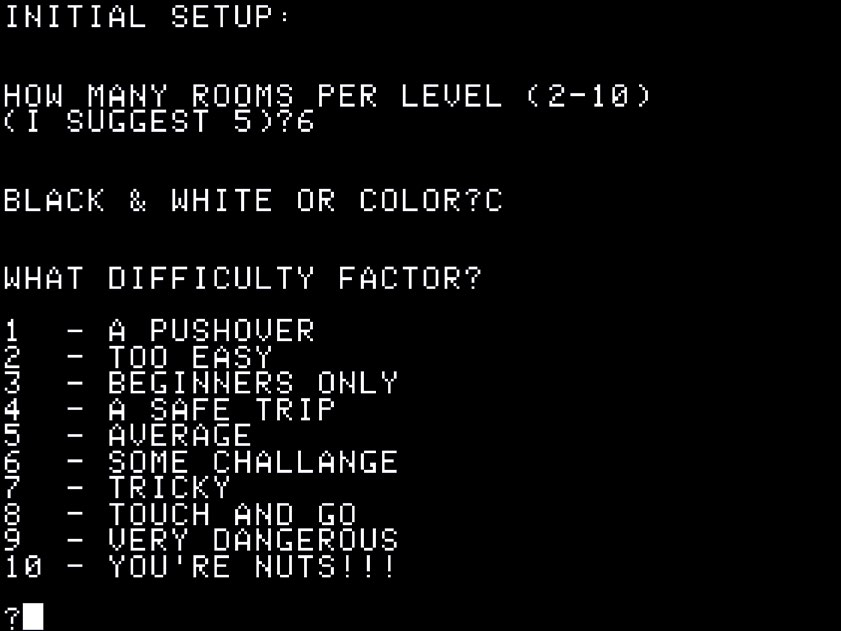 INITIAL SETUP:
HOW MANY ROOMS PER LEVEL (2-10)
(I SUGGEST 5)?6
BLACK & WHITE OR COLOR?C
WHAT DIFFICULTY FACTOR?
1  - A PUSHOVER
2  - TOO EASY
3  - BEGINNERS ONLY
4  - A SAFE TRIP
5  - AVERAGE
6  - SOME CHALLANGE
7  - TRICKY
8  - TOUCH AND GO
9  - VERY DANGEROUS
10 - YOU'RE NUTS!!!
?